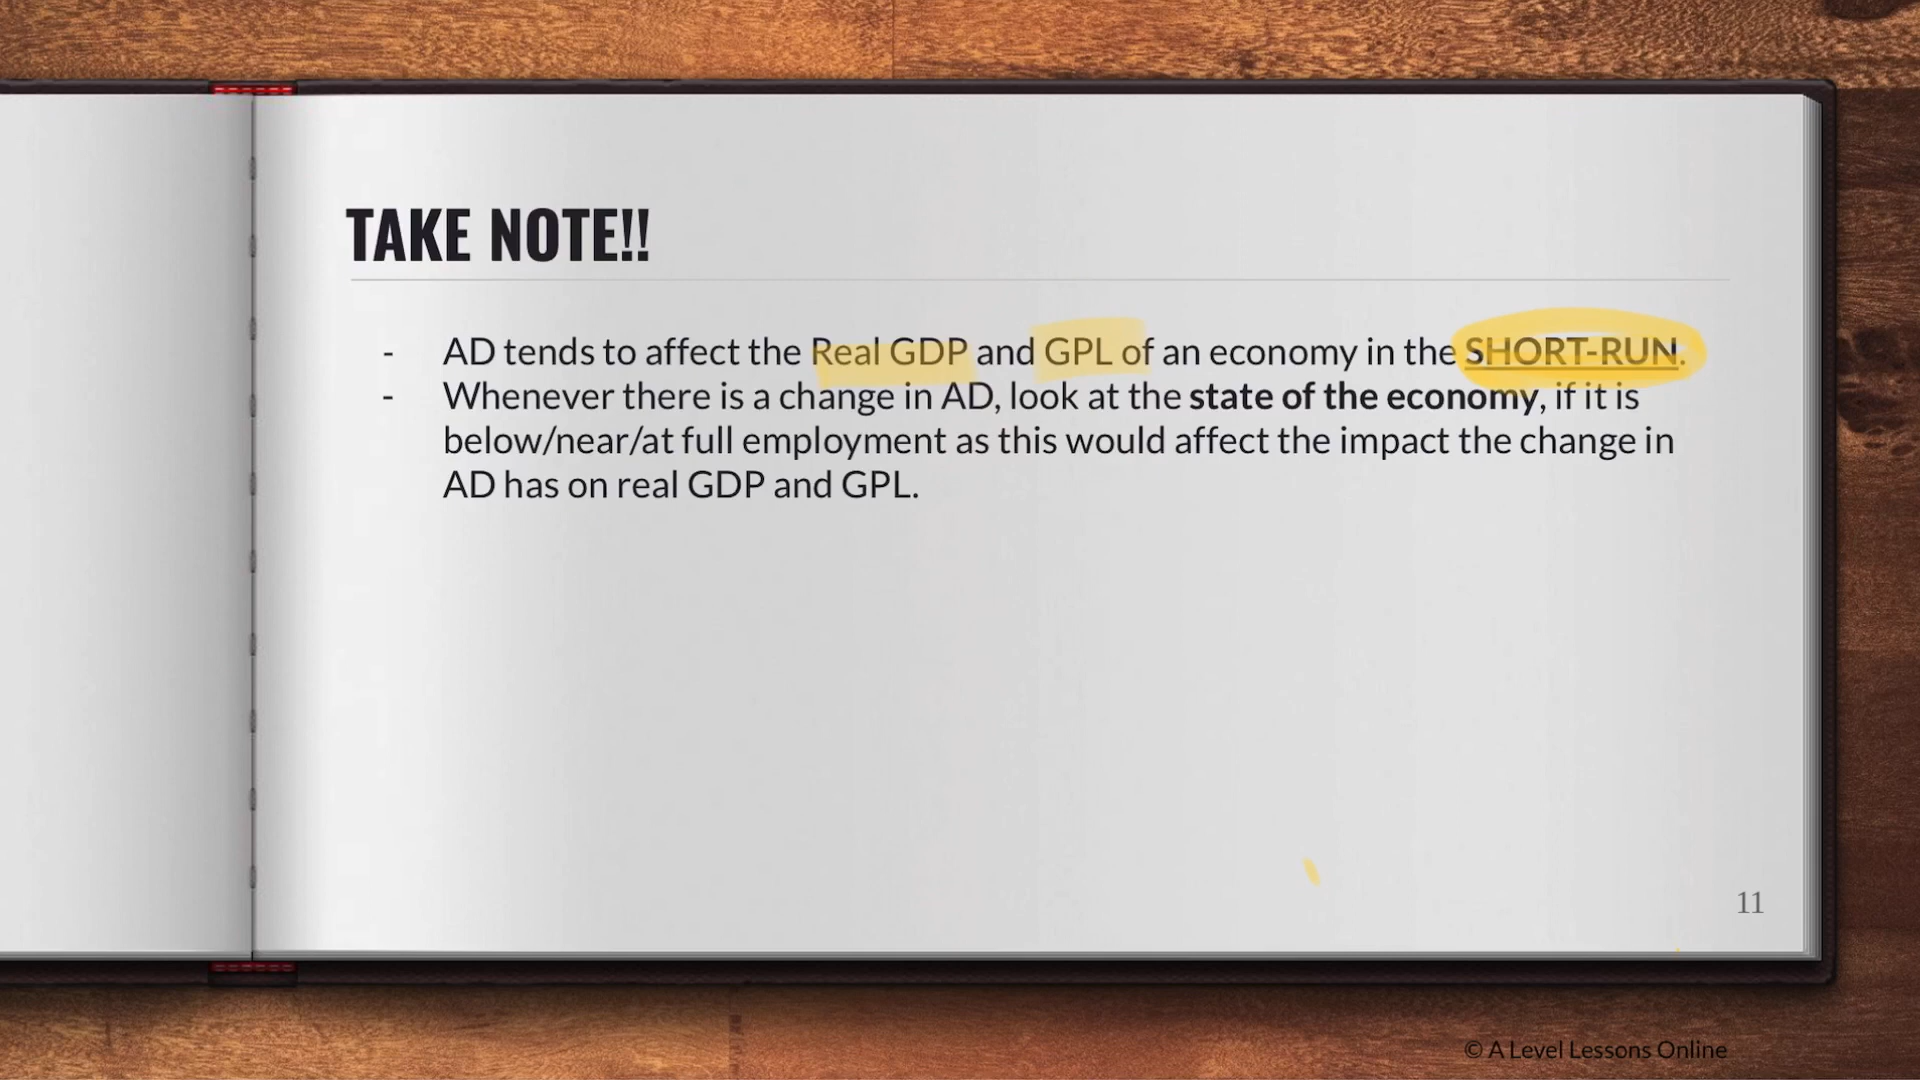 TAKE NOTE!!
- AD tends to affect the Real GDP and GPL of an economy in the SHORT-RUN.
- Whenever there is a change in AD, look at the state of the economy, if it is
below/near/at full employment as this would affect the impact the change in
AD has on real GDP and GPL.
11
© A Level Lessons Online